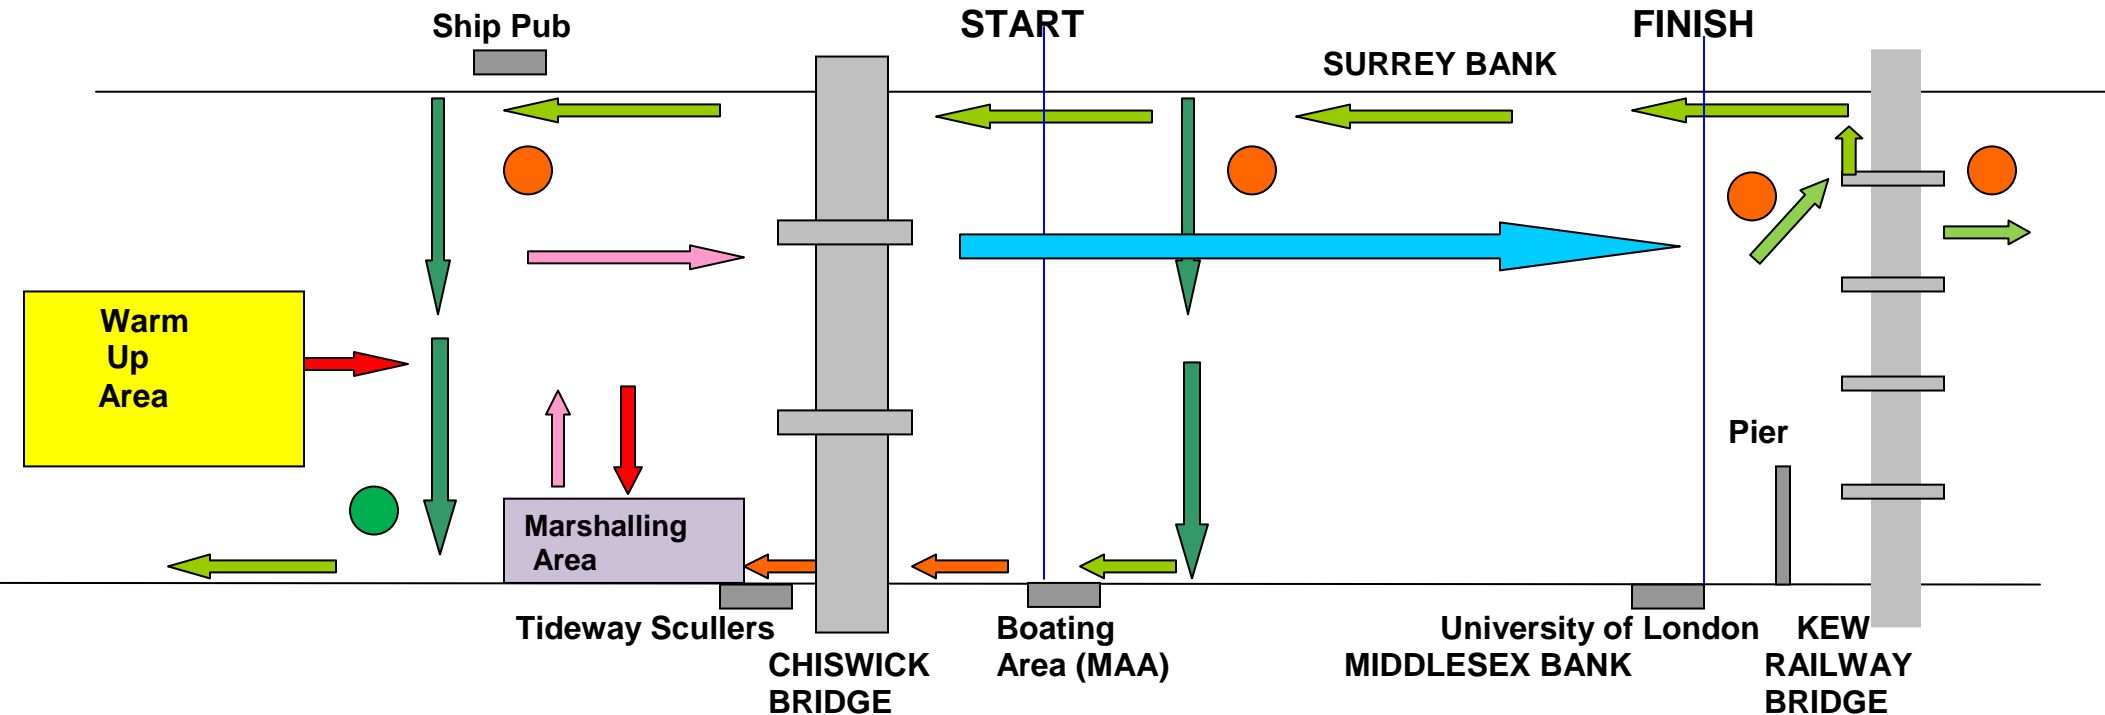 Ship Pub
START
FINISH
SURREY BANK
Warm
Up
Area
Pier
Marshalling
Area
Tideway Scullers
CHISWICK
BRIDGE
Boating
Area (MAA)
University of London
MIDDLESEX BANK
KEW
RAILWAY
BRIDGE